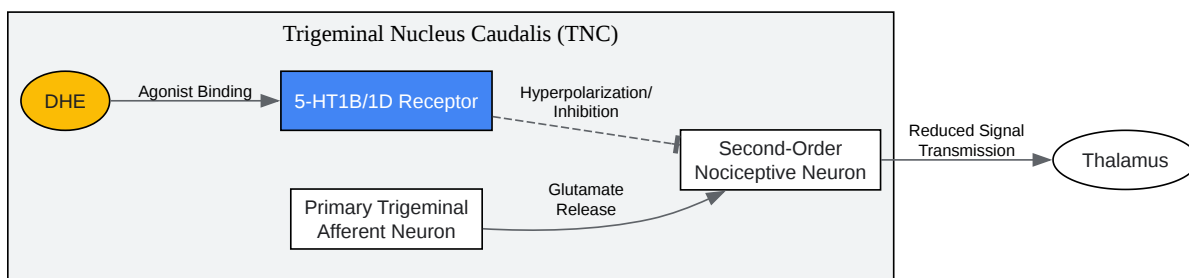 Trigeminal Nucleus Caudalis (TNC)
DHE
Agonist Binding
5-HT1B/1D Receptor
Hyperpolarization/
Inhibition
Second-Order
Nociceptive Neuron
Reduced Signal
Transmission
Thalamus
Primary Trigeminal
Afferent Neuron
Glutamate
Release